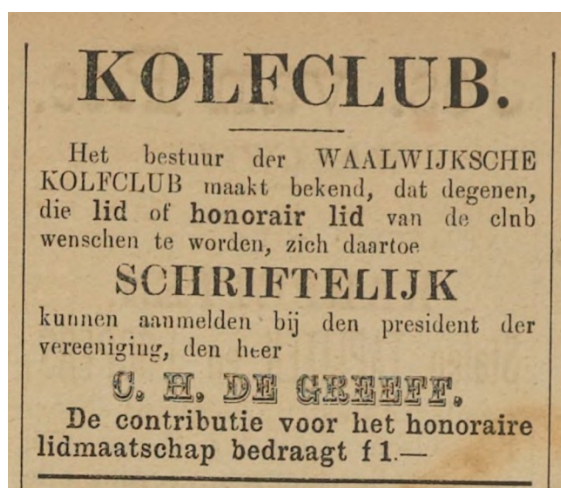 KOLFCLUB.
Het bestuur der WAALWIJKSCHE
KOLFCLUB maakt bekend, dat degenen,
die lid of honorair lid van de clnb
wenschen te worden, zich daartoe
SCHRIFTELIJK
kunnen aanmelden bij den president der
vereeniging, den heer
C. H. DE GREEFF.
De contributie voor het honoraire
lidmaatschap bedraagt f 1.—